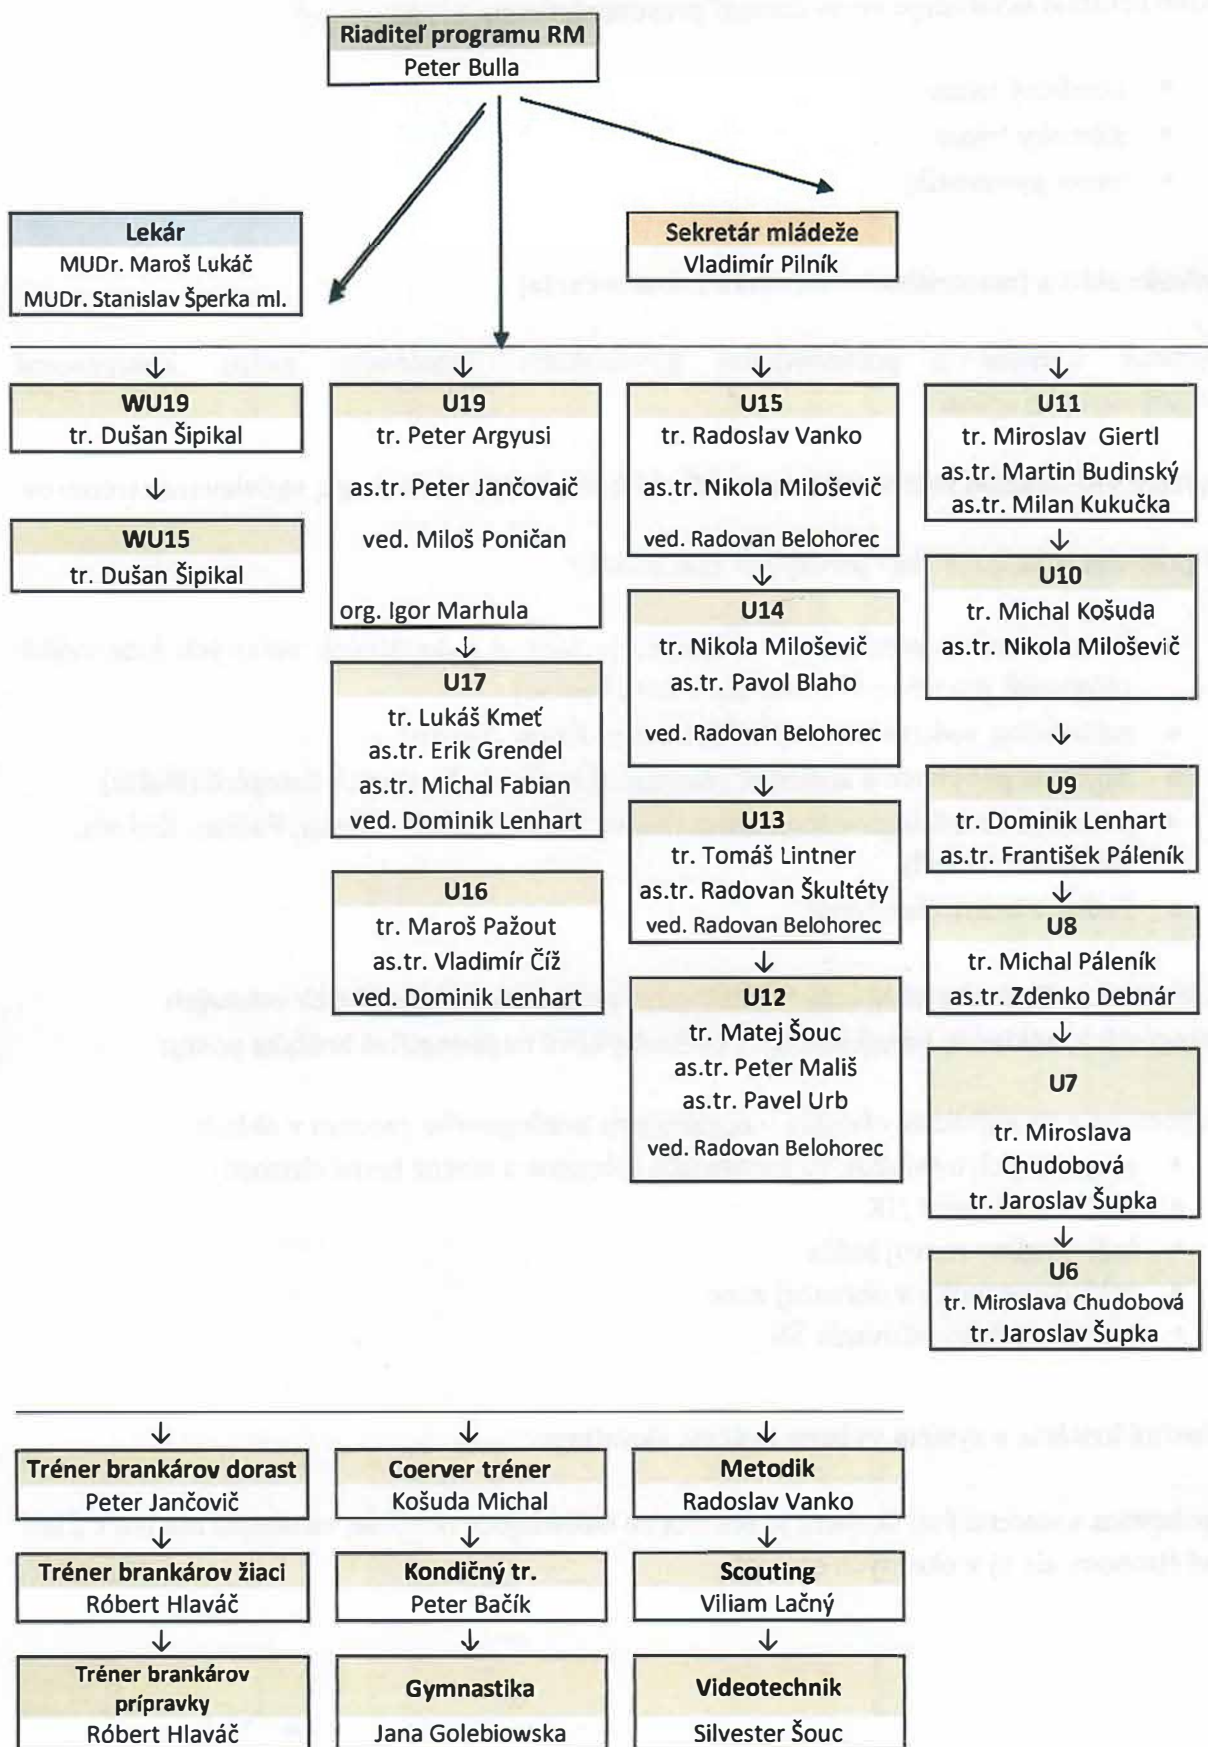 Riaditeľ programu RM
Peter Bulla
Lekár
MUDr. Maroš Lukáč
MUDr. Stanislav Šperka ml.
Sekretár mládeže
Vladimír Pilník
WU19
tr. Dušan Šipikal
WU15
tr. Dušan Šipikal
U19
tr. Peter Argyusi
as.tr. Peter Jančovaič
ved. Miloš Poničan
org. Igor Marhula
U17
tr. Lukáš Kmeť
as.tr. Erik Grendel
as.tr. Michal Fabian
ved. Dominik Lenhart
U16
tr. Maroš Pažout
as.tr. Vladimír Číž
ved. Dominik Lenhart
U15
tr. Radoslav Vanko
as.tr. Nikola Miloševič
ved. Radovan Belohorec
U14
tr. Nikola Miloševič
as.tr. Pavol Blaho
ved. Radovan Belohorec
U13
tr. Tomáš Lintner
as.tr. Radovan Škultéty
ved. Radovan Belohorec
U12
tr. Matej Šouc
as.tr. Peter Mališ
as.tr. Pavel Urb
ved. Radovan Belohorec
U11
tr. Miroslav Giertl
as.tr. Martin Budinský
as.tr. Milan Kukučka
U10
tr. Michal Košuda
as.tr. Nikola Miloševič
U9
tr. Dominik Lenhart
as.tr. František Páleník
U8
tr. Michal Páleník
as.tr. Zdenko Debnár
U7
tr. Miroslava
Chudobová
tr. Jaroslav Šupka
U6
tr. Miroslava Chudobová
tr. Jaroslav Šupka
Tréner brankárov dorast
Peter Jančovič
Tréner brankárov žiaci
Róbert Hlaváč
Tréner brankárov
prípravky
Róbert Hlaváč
Coerver tréner
Košuda Michal
Kondičný tr.
Peter Bačík
Gymnastika
Jana Golebiowska
Metodik
Radoslav Vanko
Scouting
Viliam Lačný
Videotechnik
Silvester Šouc